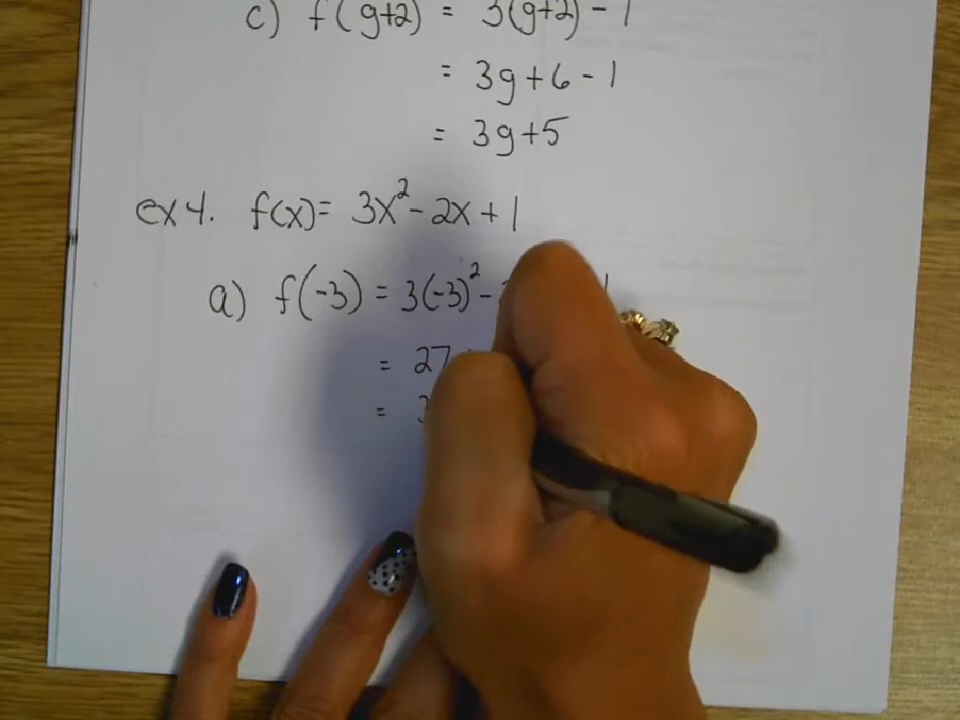 c) f(g+2) = 3(g+2) - 1
= 3g+6-1
= 3g+5
ex 4. f(x) = 3x² - 2x + 1
a) f(-3) = 3(-3)² -
= 27
= 3